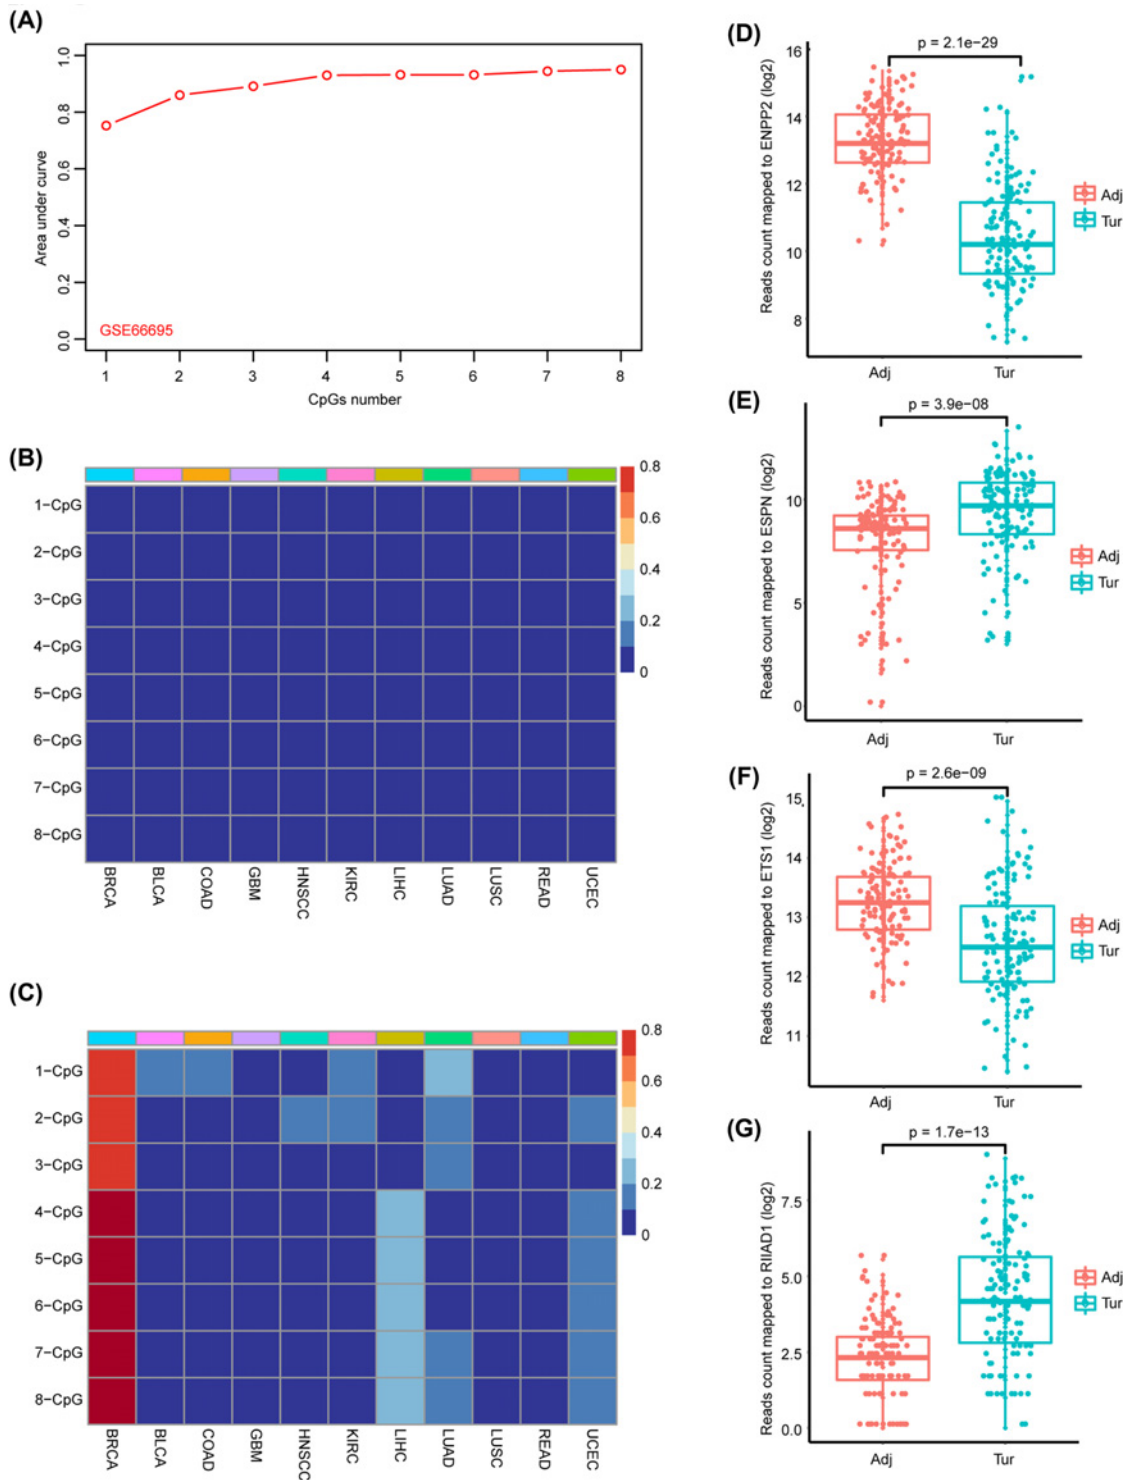 (A)
Area under curve
1.0
0.8
0.6
0.4
0.2
0.0
GSE66695
1 2 3 4 5 6 7 8
CpGs number
(B)
1-CpG
2-CpG
3-CpG
4-CpG
5-CpG
6-CpG
7-CpG
8-CpG
0.8
0.6
0.4
0.2
0
BRCA BLCA COAD GBM HNSCC KIRC LIHC LUAD LUSC READ UCEC
(C)
1-CpG
2-CpG
3-CpG
4-CpG
5-CpG
6-CpG
7-CpG
8-CpG
0.8
0.6
0.4
0.2
0
BRCA BLCA COAD GBM HNSCC KIRC LIHC LUAD LUSC READ UCEC
(D)
p = 2.1e-29
Reads count mapped to ENPP2 (log2)
16
14
12
10
8
Adj Tur
Adj
Tur
(E)
p = 3.9e-08
Reads count mapped to ESPN (log2)
10
5
0
Adj Tur
Adj
Tur
(F)
p = 2.6e-09
Reads count mapped to ETS1 (log2)
15
14
13
12
11
Adj Tur
Adj
Tur
(G)
p = 1.7e-13
Reads count mapped to RIIAD1 (log2)
7.5
5.0
2.5
0.0
Adj Tur
Adj
Tur